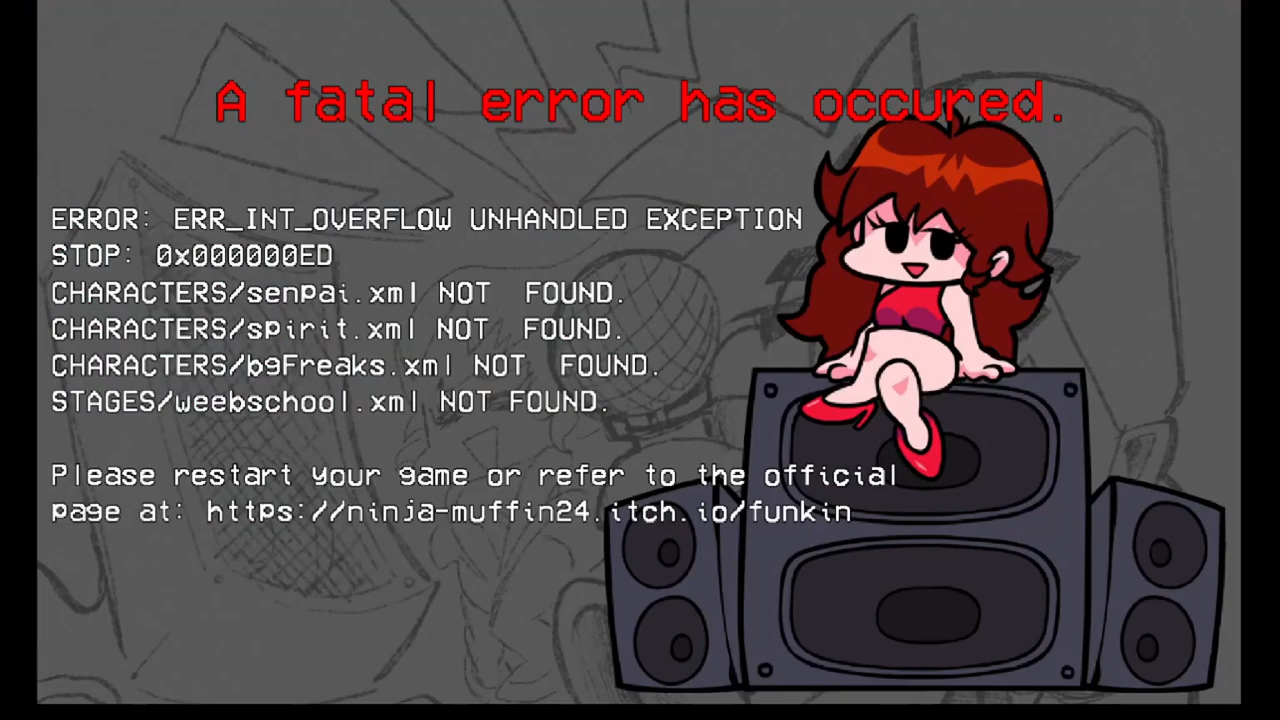 A fatal error has occured.
ERROR: ERR_INT_OVERFLOW UNHANDLED EXCEPTION
STOP: 0x000000ED
CHARACTERS/senpai.xml NOT FOUND.
CHARACTERS/spirit.xml NOT FOUND.
CHARACTERS/bgFreaks.xml NOT FOUND.
STAGES/weebschool.xml NOT FOUND.
Please restart your game or refer to the official
page at: https://ninja-muffin24.itch.io/funkin